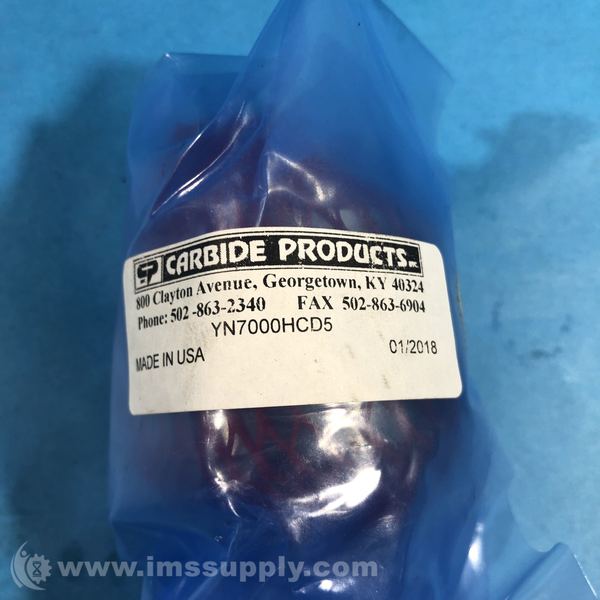 CP CARBIDE PRODUCTS INC
800 Clayton Avenue, Georgetown, KY 40324
Phone: 502-863-2340 FAX 502-863-6904
YN7000HCD5
MADE IN USA 01/2018
www.imssupply.com